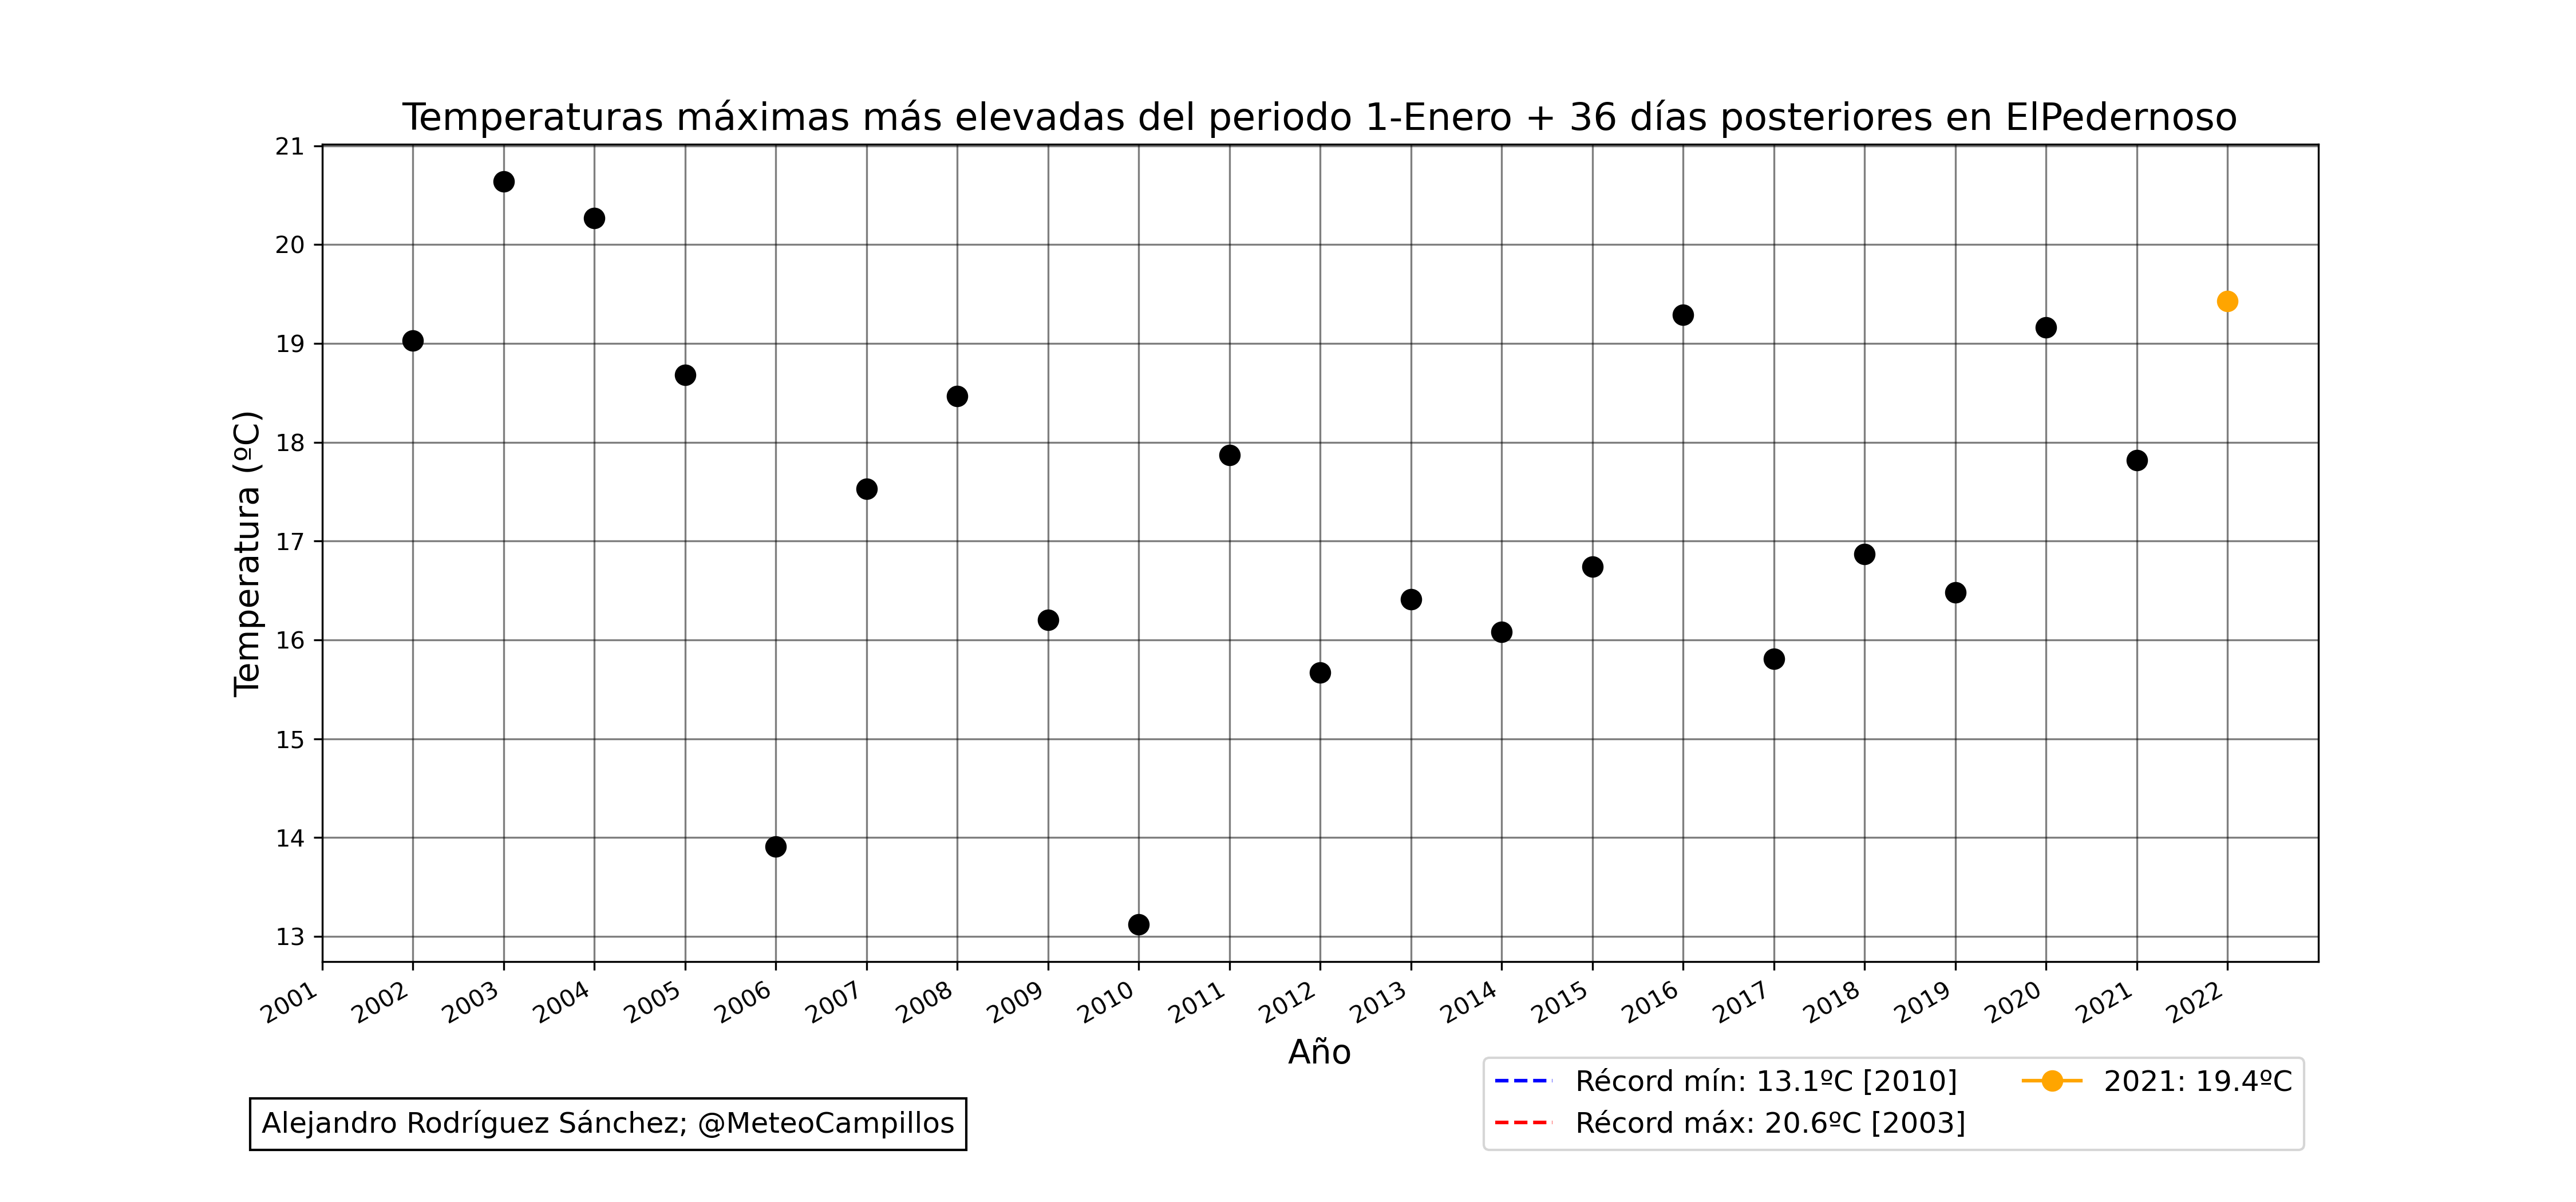 Temperaturas máximas más elevadas del periodo 1-Enero + 36 días posteriores en ElPedernoso
21
20
19
18
17
16
15
14
13
Temperatura (ºC)
2001 2002 2003 2004 2005 2006 2007 2008 2009 2010 2011 2012 2013 2014 2015 2016 2017 2018 2019 2020 2021 2022
Año
Récord mín: 13.1ºC [2010]
Récord máx: 20.6ºC [2003]
2021: 19.4ºC
Alejandro Rodríguez Sánchez; @MeteoCampillos